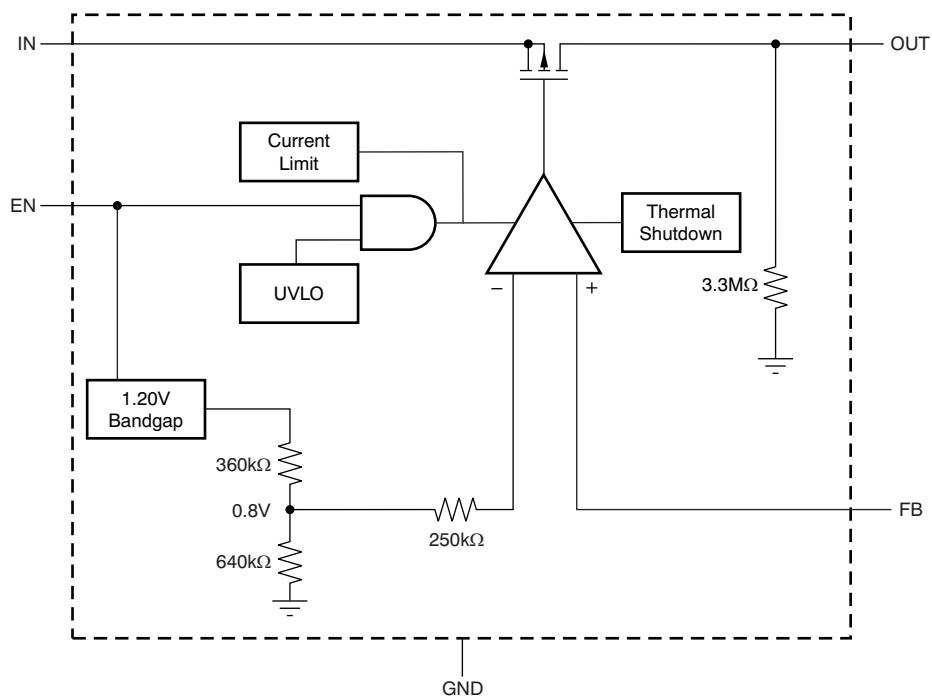 IN
OUT
Current
Limit
EN
Thermal
Shutdown
UVLO
−
+
3.3MΩ
1.20V
Bandgap
360kΩ
0.8V
FB
250kΩ
640kΩ
GND